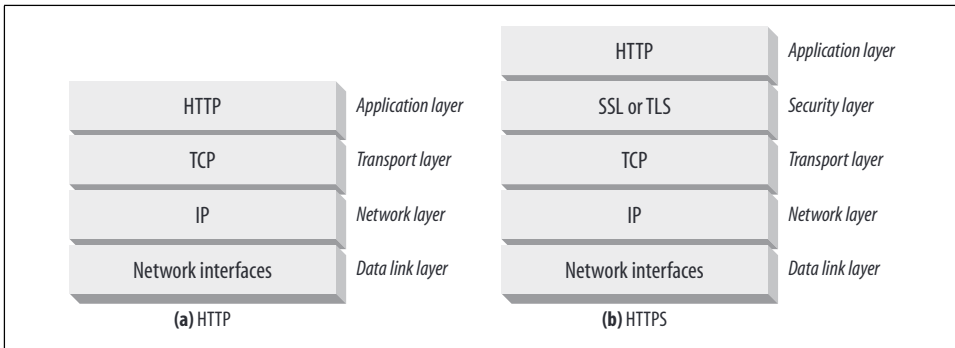 HTTP Application layer
TCP Transport layer
IP Network layer
Network interfaces Data link layer
(a) HTTP
HTTP Application layer
SSL or TLS Security layer
TCP Transport layer
IP Network layer
Network interfaces Data link layer
(b) HTTPS